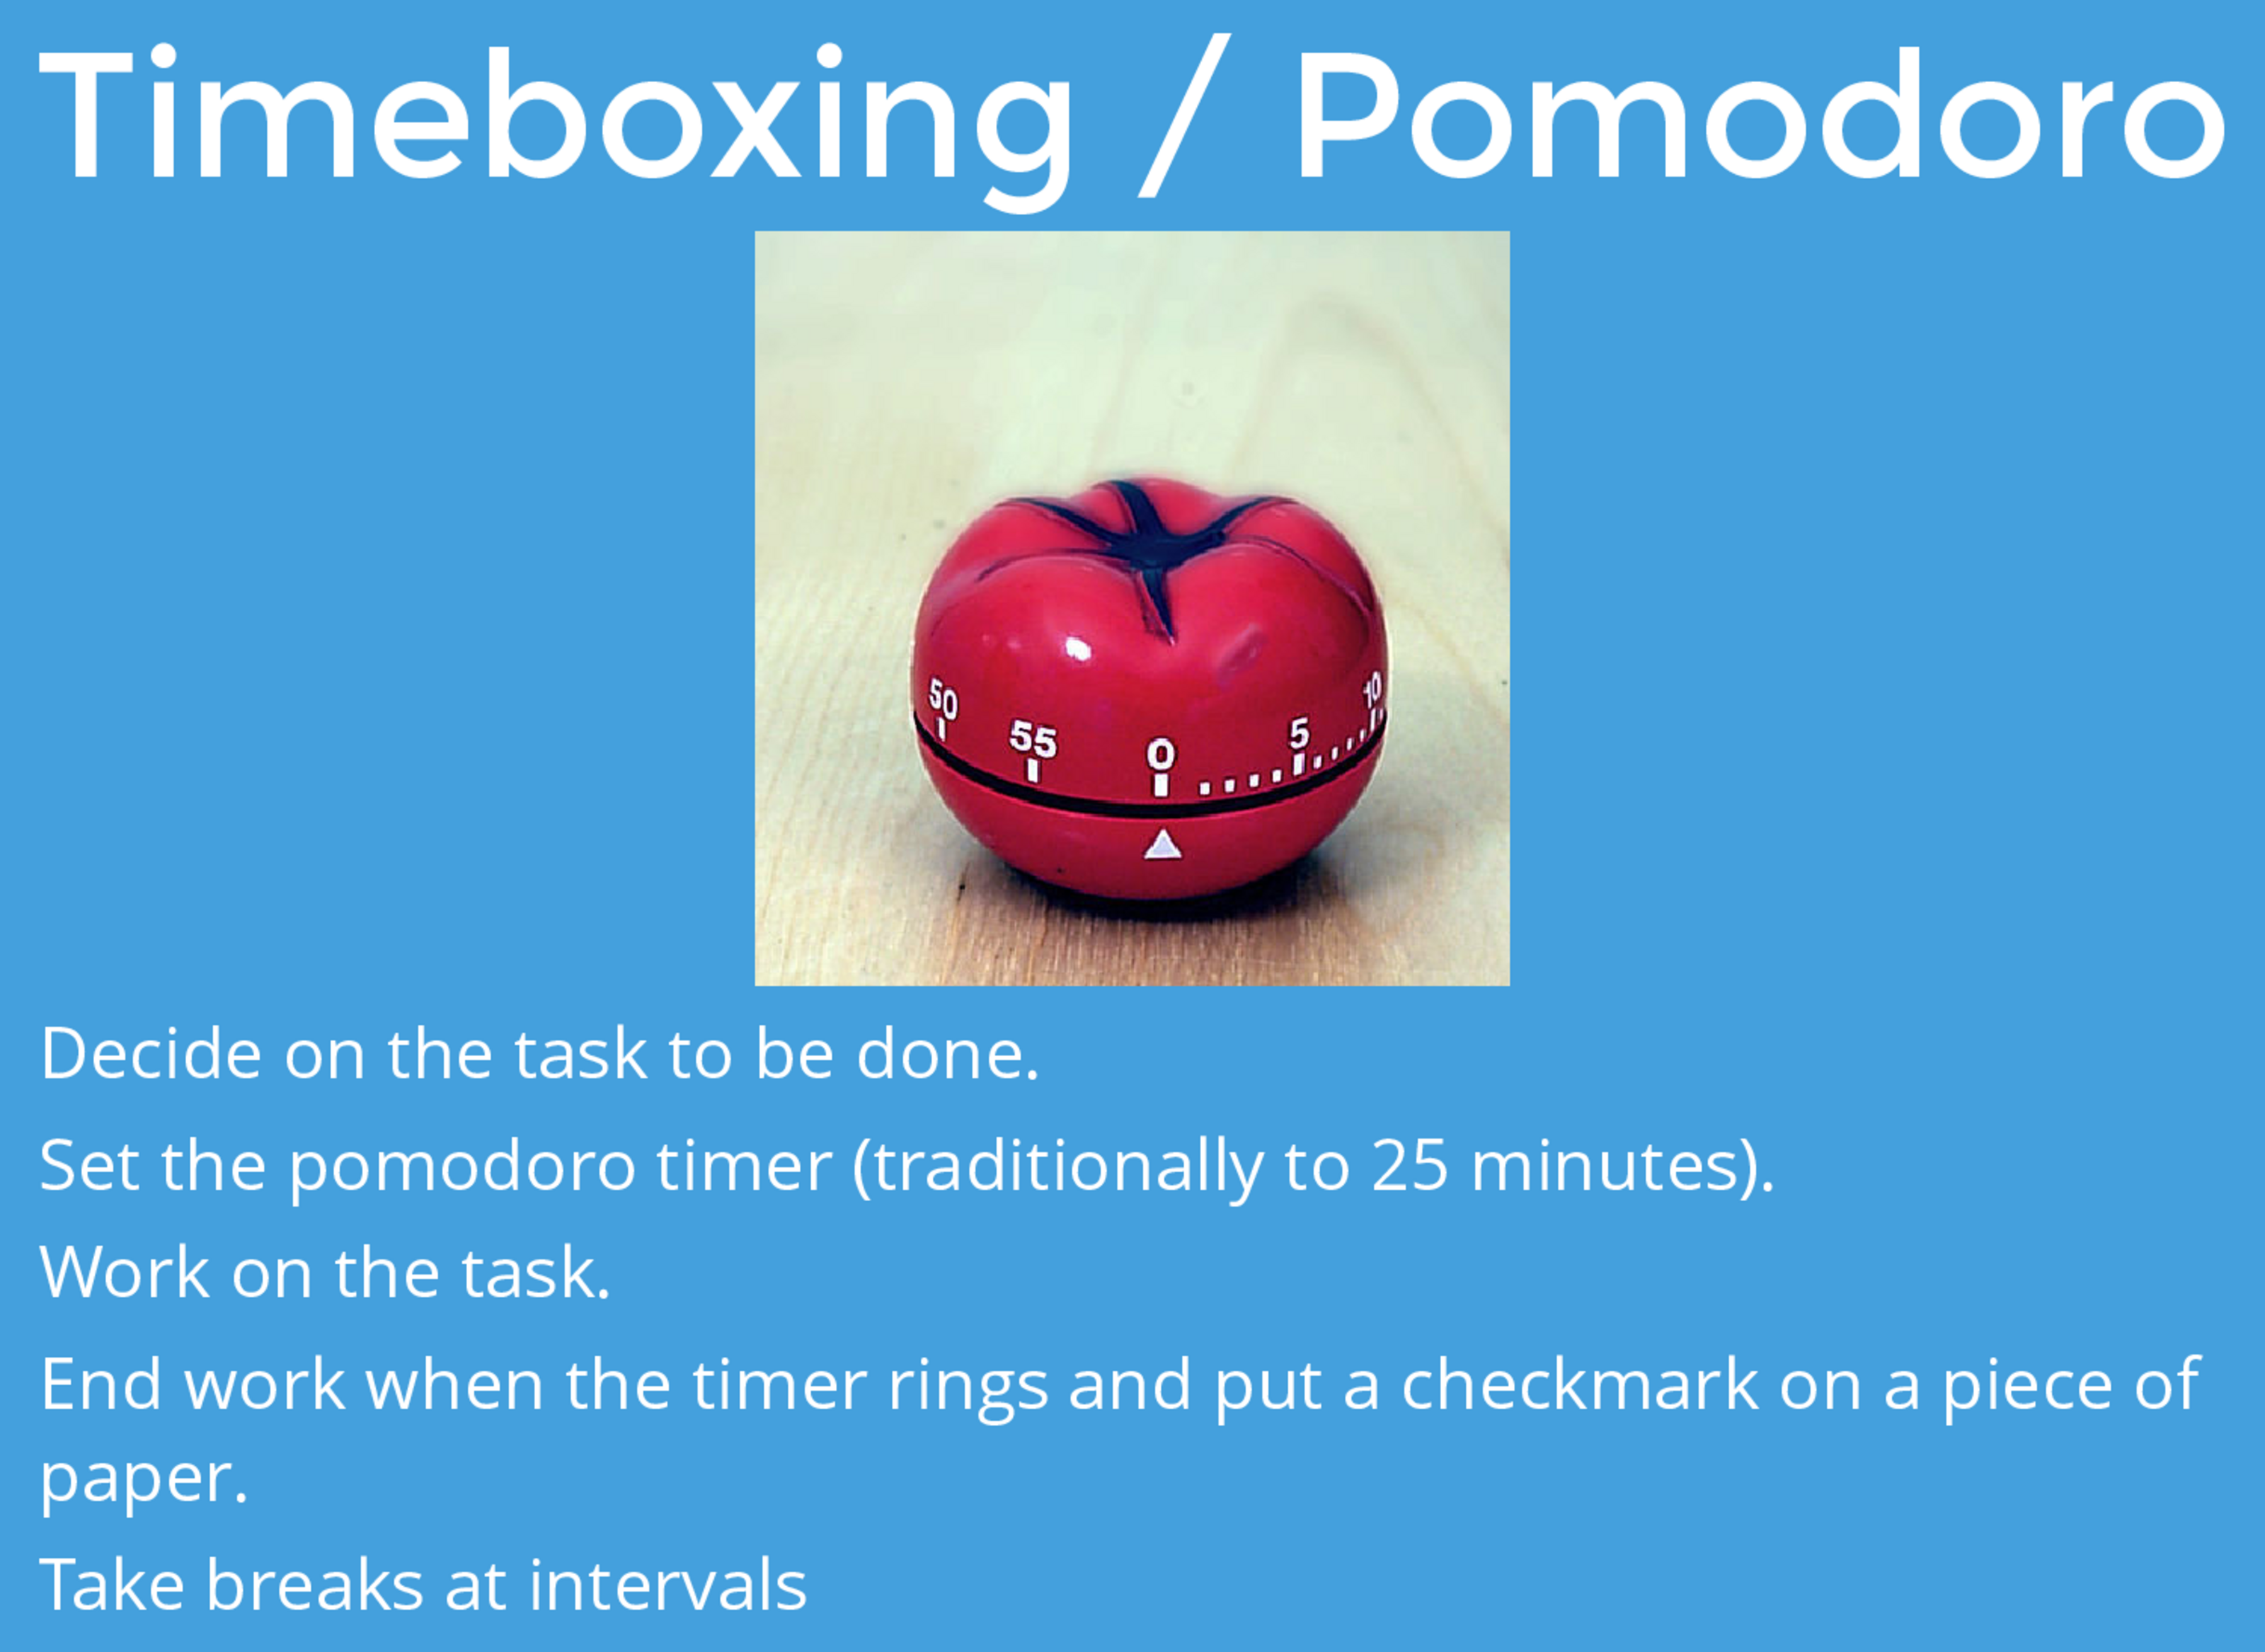 Timeboxing / Pomodoro
50 55 0 5 10
Decide on the task to be done.
Set the pomodoro timer (traditionally to 25 minutes).
Work on the task.
End work when the timer rings and put a checkmark on a piece of
paper.
Take breaks at intervals